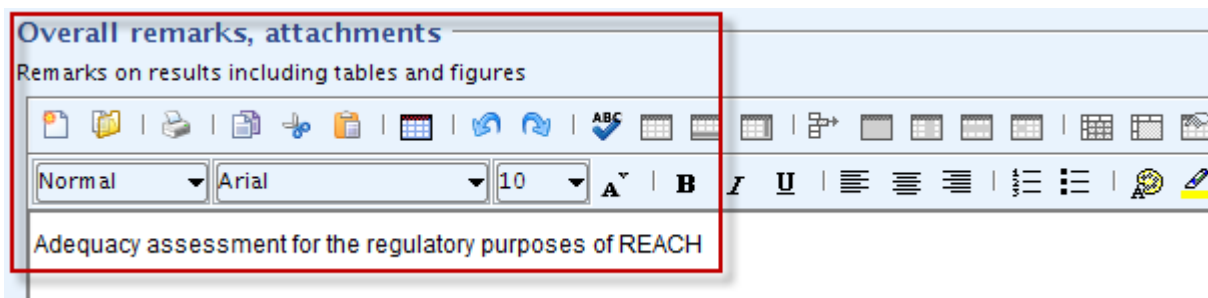 Overall remarks, attachments
Remarks on results including tables and figures
ABC
Normal Arial 10 A B I U A
Adequacy assessment for the regulatory purposes of REACH